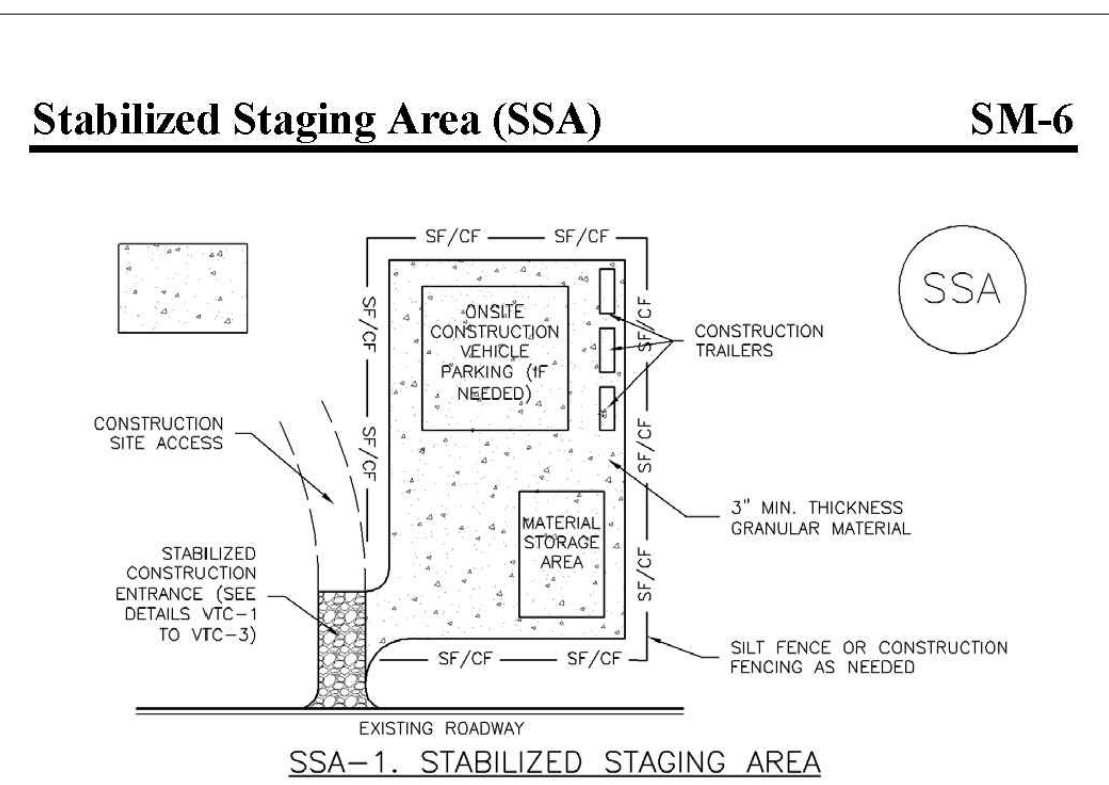 Stabilized Staging Area (SSA)
SM-6
SF/CF
SF/CF
SSA
SF/CF
SF/CF
ONSITE
CONSTRUCTION
VEHICLE
PARKING (IF
NEEDED)
CONSTRUCTION
TRAILERS
CONSTRUCTION
SITE ACCESS
SF/CF
SF/CF
3" MIN. THICKNESS
GRANULAR MATERIAL
MATERIAL
STORAGE
AREA
STABILIZED
CONSTRUCTION
ENTRANCE (SEE
DETAILS VTC-1
TO VTC-3)
SF/CF
SILT FENCE OR CONSTRUCTION
FENCING AS NEEDED
SF/CF
SF/CF
EXISTING ROADWAY
SSA-1. STABILIZED STAGING AREA